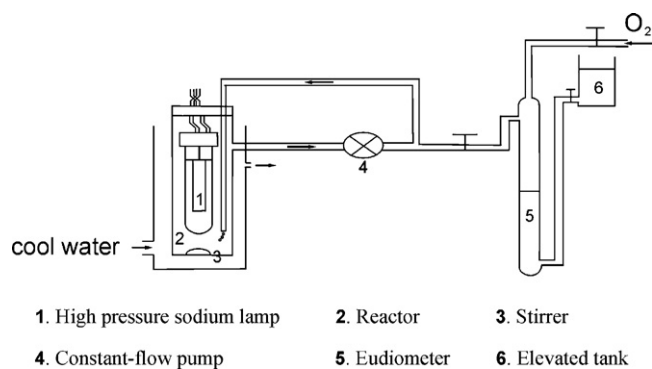 O₂
6
4
1
5
2
3
cool water
1. High pressure sodium lamp 2. Reactor 3. Stirrer
4. Constant-flow pump 5. Eudiometer 6. Elevated tank